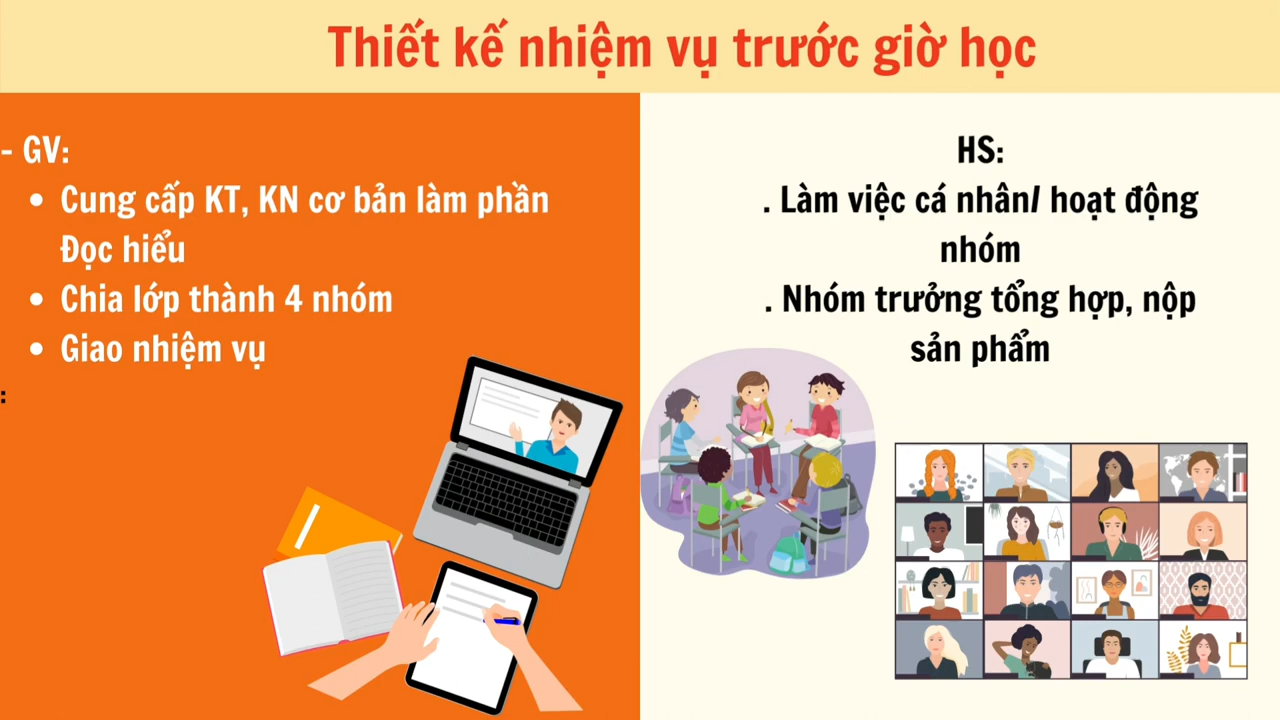 Thiết kế nhiệm vụ trước giờ học
- GV:
• Cung cấp KT, KN cơ bản làm phần
Đọc hiểu
• Chia lớp thành 4 nhóm
• Giao nhiệm vụ
:
HS:
. Làm việc cá nhân/ hoạt động
nhóm
. Nhóm trưởng tổng hợp, nộp
sản phẩm